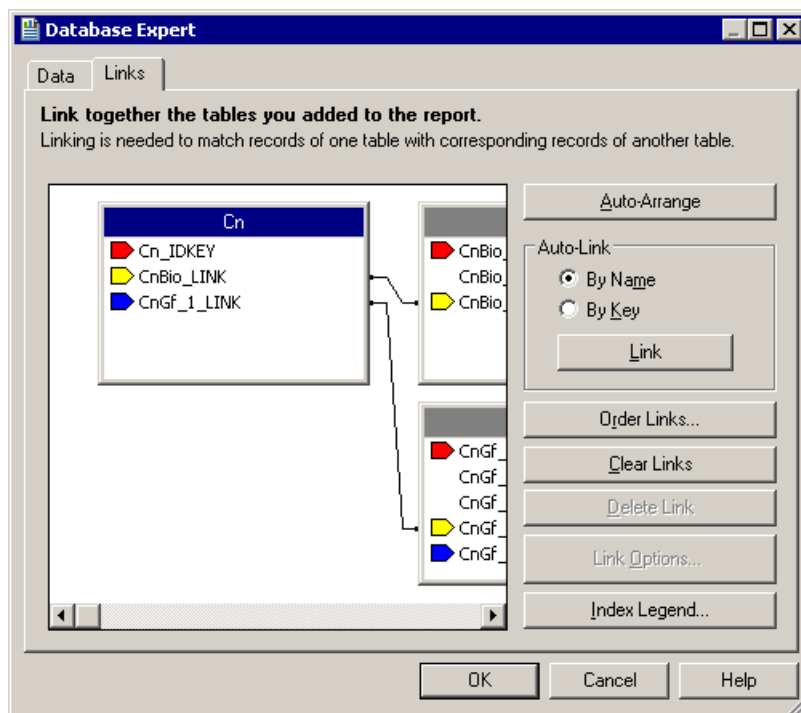 Database Expert
Data
Links
Link together the tables you added to the report.
Linking is needed to match records of one table with corresponding records of another table.
Cn
Cn_IDKEY
CnBio_LINK
CnGf_1_LINK
CnBio_
CnBio_
CnBio_
CnGf_
CnGf_
CnGf_
CnGf_
CnGf_
Auto-Arrange
Auto-Link
By Name
By Key
Link
Order Links...
Clear Links
Delete Link
Link Options...
Index Legend...
OK
Cancel
Help